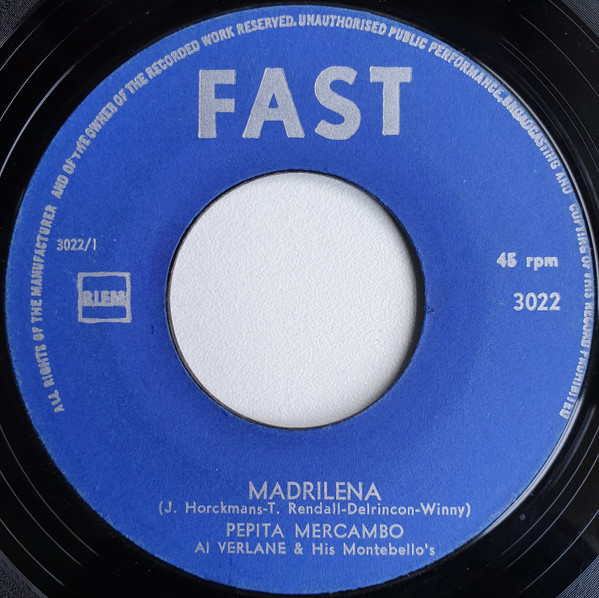 ALL RIGHTS OF THE MANUFACTURER AND OF THE OWNER OF THE RECORDED WORK RESERVED. UNAUTHORISED PUBLIC PERFORMANCE, BROADCASTING AND COPYING OF THIS RECORD PROHIBITED
FAST
3022/1
B.I.E.M.
45 rpm
3022
MADRILENA
(J. Horckmans-T. Rendall-Delrincon-Winny)
PEPITA MERCAMBO
Al VERLANE & His Montebello's